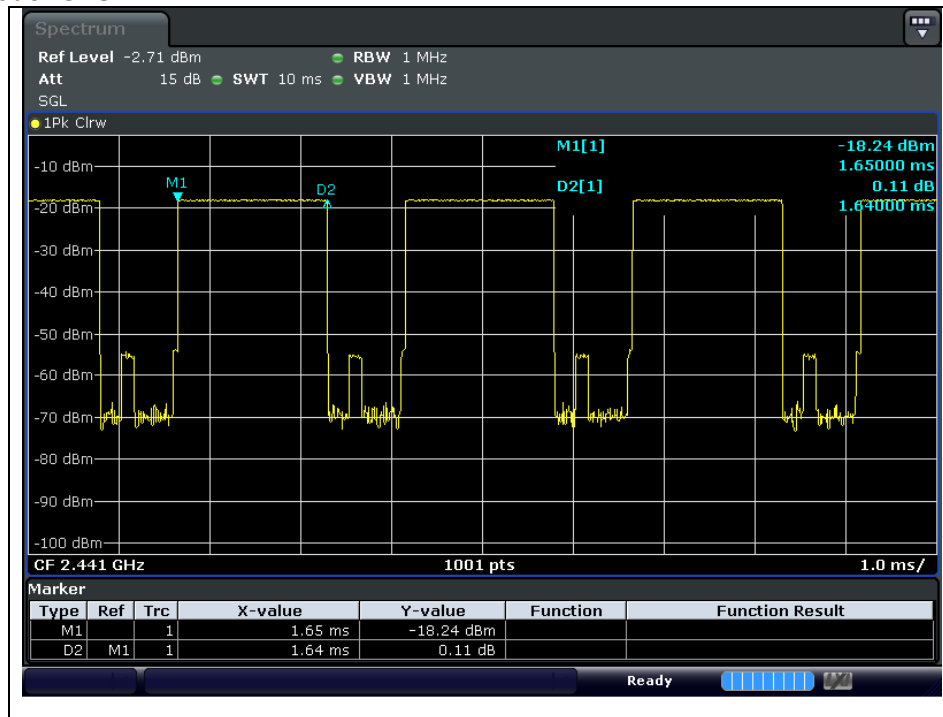 Spectrum
Ref Level -2.71 dBm RBW 1 MHz
Att 15 dB SWT 10 ms VBW 1 MHz
SGL
1Pk Clrw
M1[1] -18.24 dBm
1.65000 ms
D2[1] 0.11 dB
1.64000 ms
M1
D2
-10 dBm
-20 dBm
-30 dBm
-40 dBm
-50 dBm
-60 dBm
-70 dBm
-80 dBm
-90 dBm
-100 dBm
CF 2.441 GHz 1001 pts 1.0 ms/
Marker
Type Ref Trc X-value Y-value Function Function Result
M1 1 1.65 ms -18.24 dBm
D2 M1 1 1.64 ms 0.11 dB
Ready